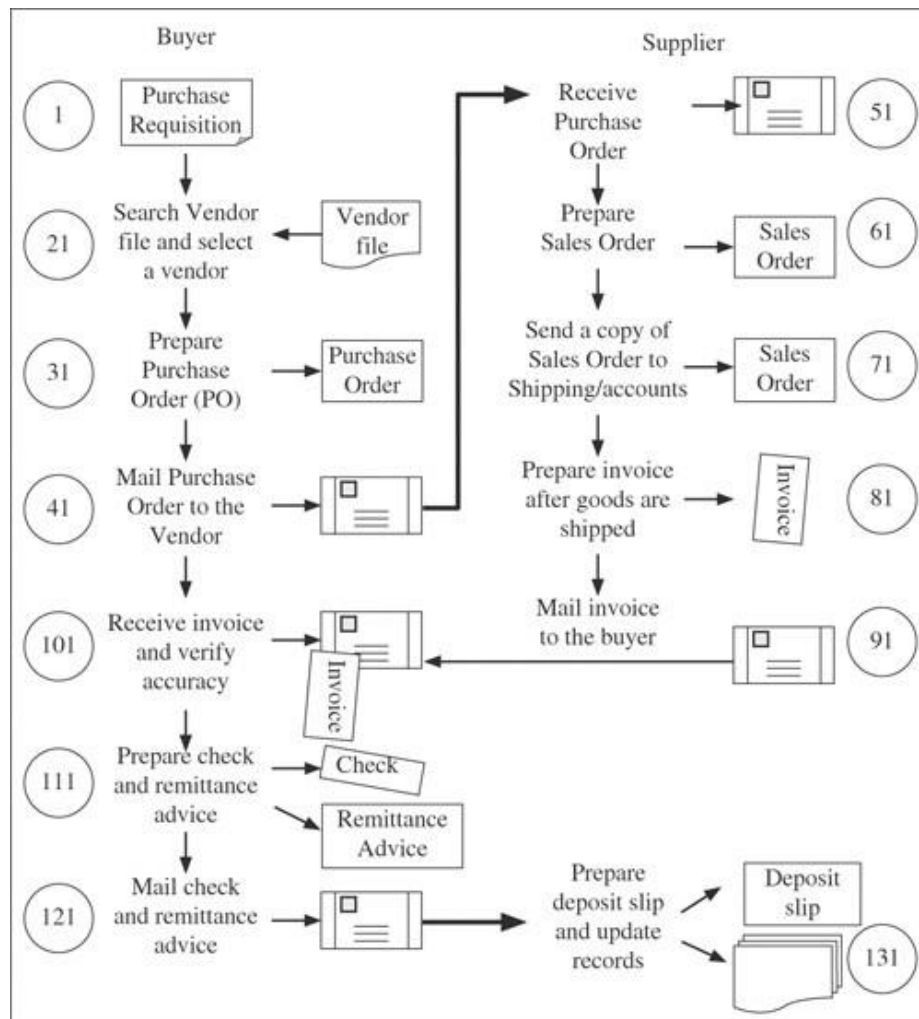 Buyer
Supplier
1
Purchase
Requisition
Receive
Purchase
Order
51
21
Search Vendor
file and select
a vendor
Vendor
file
Prepare
Sales Order
Sales
Order
61
31
Prepare
Purchase
Order (PO)
Purchase
Order
Send a copy of
Sales Order to
Shipping/accounts
Sales
Order
71
41
Mail Purchase
Order to the
Vendor
Prepare invoice
after goods are
shipped
Invoice
81
101
Receive invoice
and verify
accuracy
Invoice
Mail invoice
to the buyer
91
111
Prepare check
and remittance
advice
Check
Remittance
Advice
121
Mail check
and remittance
advice
Prepare
deposit slip
and update
records
Deposit
slip
131